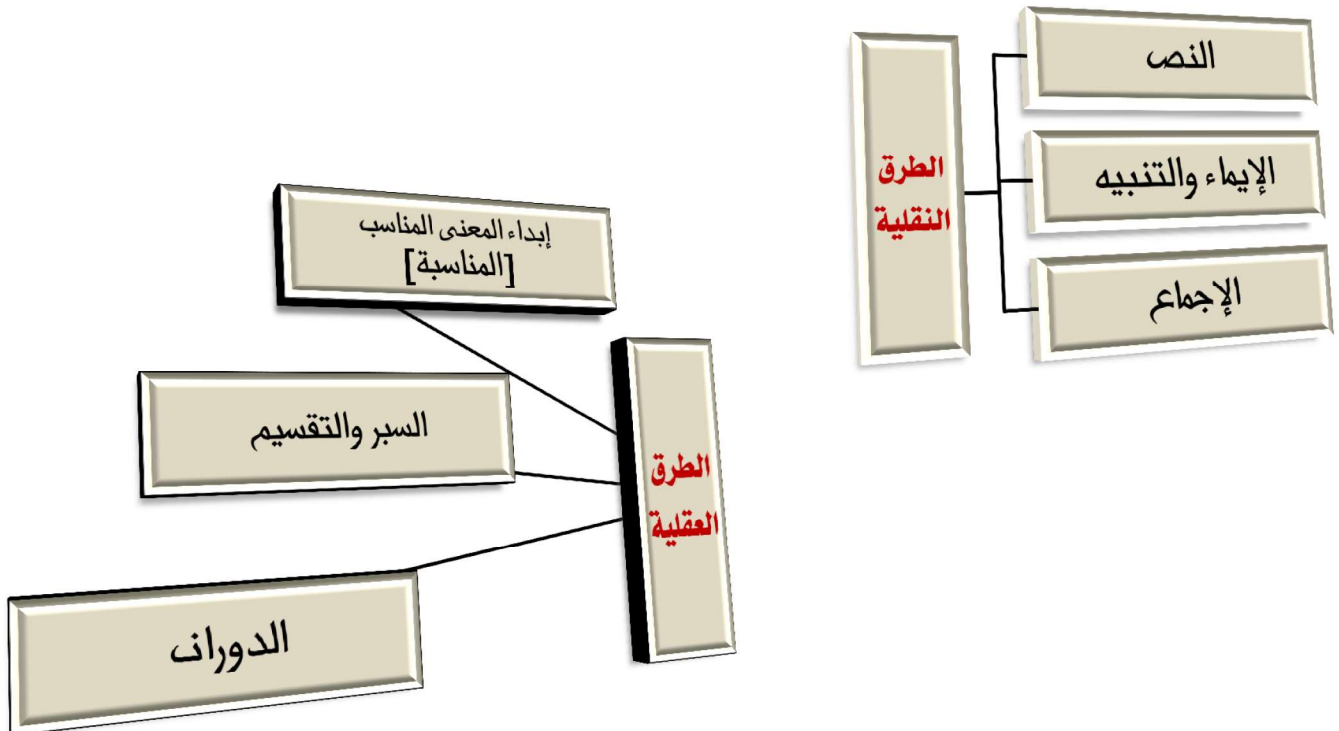 الطرق
النقلية
النص
الإيماء والتنبيه
الإجماع
الطرق
العقلية
إبداء المعنى المناسب
[المناسبة]
السبر والتقسيم
الدوران